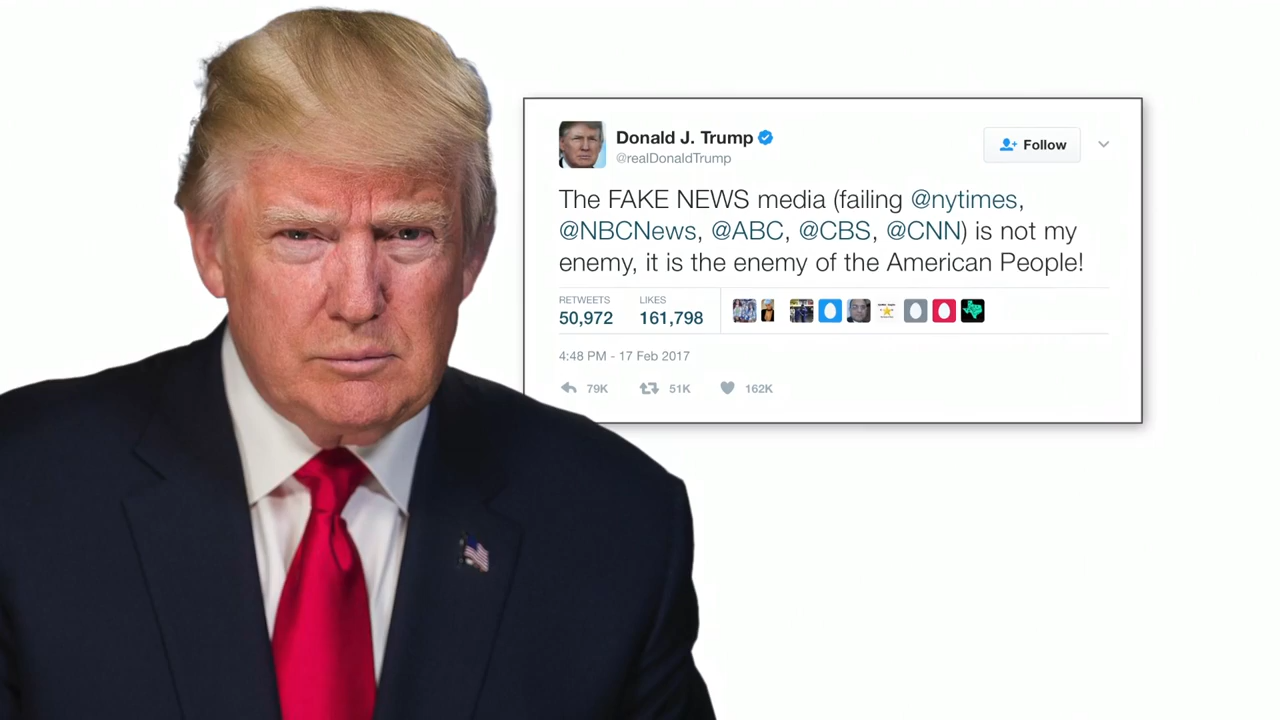 Donald J. Trump
@realDonaldTrump
Follow
The FAKE NEWS media (failing @nytimes,
@NBCNews, @ABC, @CBS, @CNN) is not my
enemy, it is the enemy of the American People!
RETWEETS LIKES
50,972 161,798
4:48 PM - 17 Feb 2017
79K 51K 162K